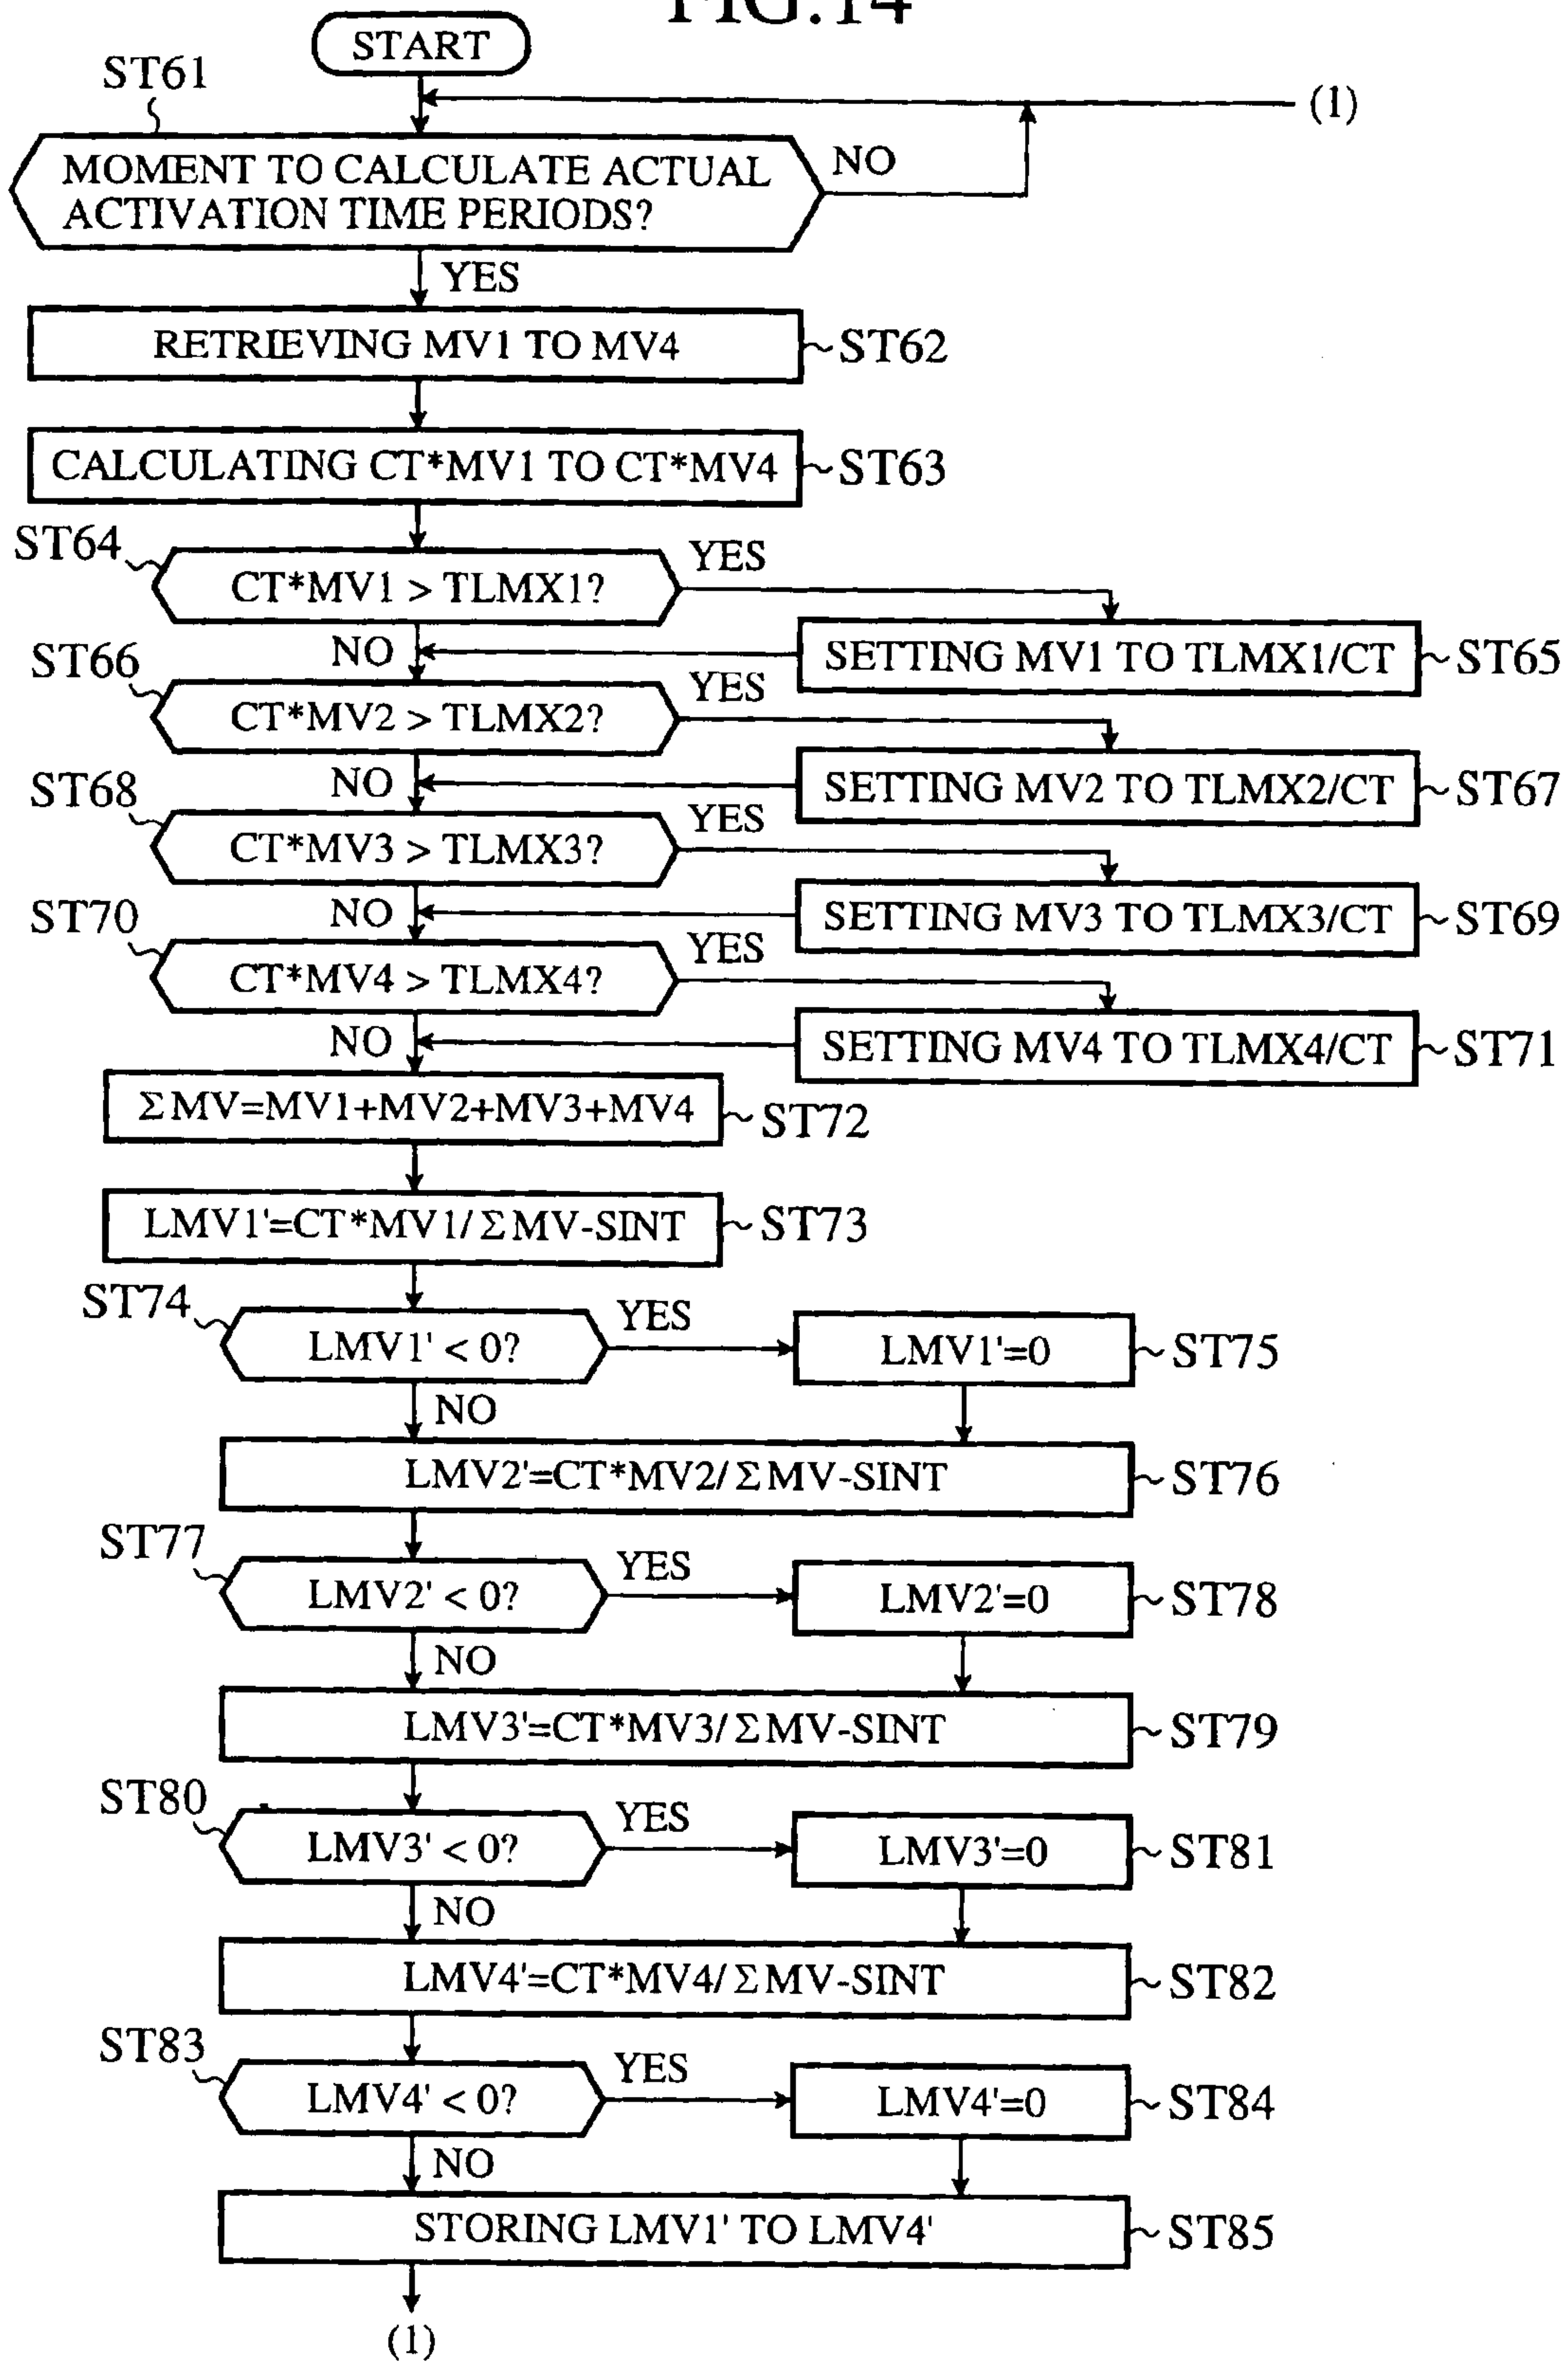 FIG.14
START
ST61
(1)
MOMENT TO CALCULATE ACTUAL
ACTIVATION TIME PERIODS?
NO
YES
RETRIEVING MV1 TO MV4
ST62
CALCULATING CT*MV1 TO CT*MV4
ST63
ST64
CT*MV1 > TLMX1?
YES
NO
SETTING MV1 TO TLMX1/CT
ST65
ST66
CT*MV2 > TLMX2?
YES
NO
SETTING MV2 TO TLMX2/CT
ST67
ST68
CT*MV3 > TLMX3?
YES
NO
SETTING MV3 TO TLMX3/CT
ST69
ST70
CT*MV4 > TLMX4?
YES
NO
SETTING MV4 TO TLMX4/CT
ST71
ΣMV=MV1+MV2+MV3+MV4
ST72
LMV1'=CT*MV1/ΣMV-SINT
ST73
ST74
LMV1' < 0?
YES
LMV1'=0
ST75
NO
LMV2'=CT*MV2/ΣMV-SINT
ST76
ST77
LMV2' < 0?
YES
LMV2'=0
ST78
NO
LMV3'=CT*MV3/ΣMV-SINT
ST79
ST80
LMV3' < 0?
YES
LMV3'=0
ST81
NO
LMV4'=CT*MV4/ΣMV-SINT
ST82
ST83
LMV4' < 0?
YES
LMV4'=0
ST84
NO
STORING LMV1' TO LMV4'
ST85
(1)